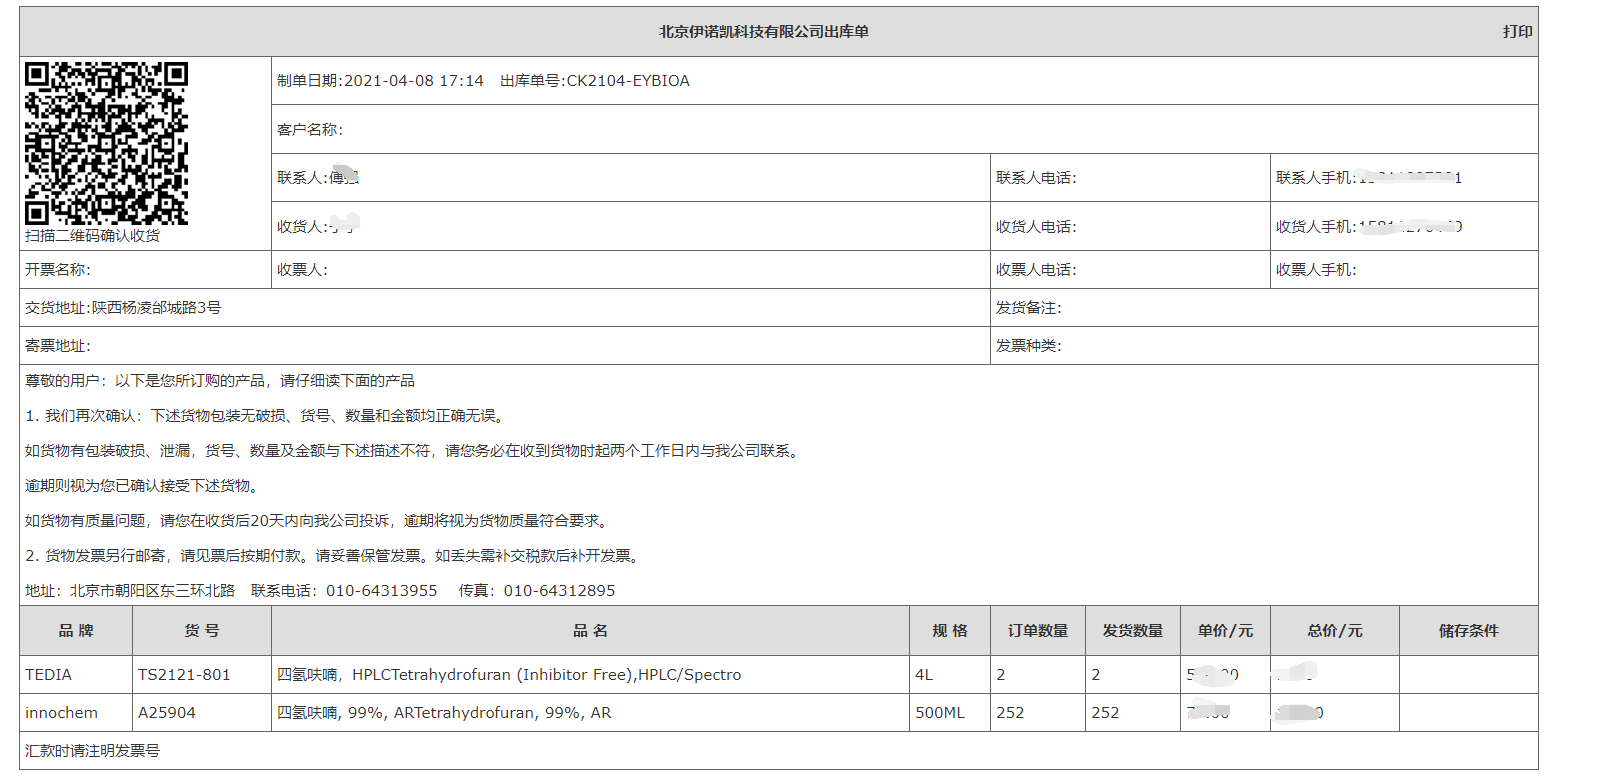 北京伊诺凯科技有限公司出库单 打印
制单日期:2021-04-08 17:14 出库单号:CK2104-EYBIOA
客户名称:
联系人: 联系人电话: 联系人手机:
收货人: 收货人电话: 收货人手机:
扫描二维码确认收货
开票名称: 收票人: 收票人电话: 收票人手机:
交货地址:陕西杨凌邰城路3号 发货备注:
寄票地址: 发票种类:
尊敬的用户：以下是您所订购的产品，请仔细读下面的产品
1. 我们再次确认：下述货物包装无破损、货号、数量和金额均正确无误。
如货物有包装破损、泄漏，货号、数量及金额与下述描述不符，请您务必在收到货物时起两个工作日内与我公司联系。
逾期则视为您已确认接受下述货物。
如货物有质量问题，请您在收货后20天内向我公司投诉，逾期将视为货物质量符合要求。
2. 货物发票另行邮寄，请见票后按期付款。请妥善保管发票。如丢失需补交税款后补开发票。
地址：北京市朝阳区东三环北路 联系电话：010-64313955 传真：010-64312895
品 牌 货 号 品 名 规 格 订单数量 发货数量 单价/元 总价/元 储存条件
TEDIA TS2121-801 四氢呋喃，HPLCTetrahydrofuran (Inhibitor Free),HPLC/Spectro 4L 2 2
innochem A25904 四氢呋喃, 99%, ARTetrahydrofuran, 99%, AR 500ML 252 252
汇款时请注明发票号